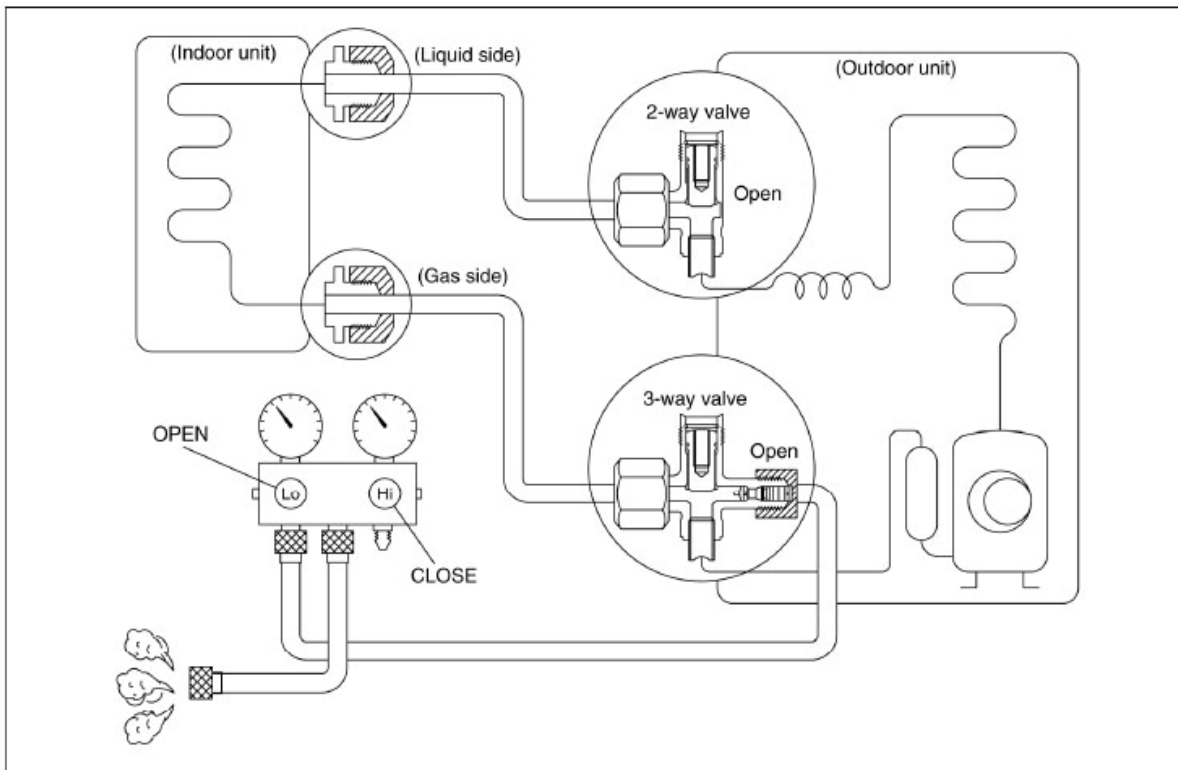 (Indoor unit)
(Liquid side)
(Outdoor unit)
2-way valve
Open
(Gas side)
3-way valve
Open
OPEN
Lo
Hi
CLOSE